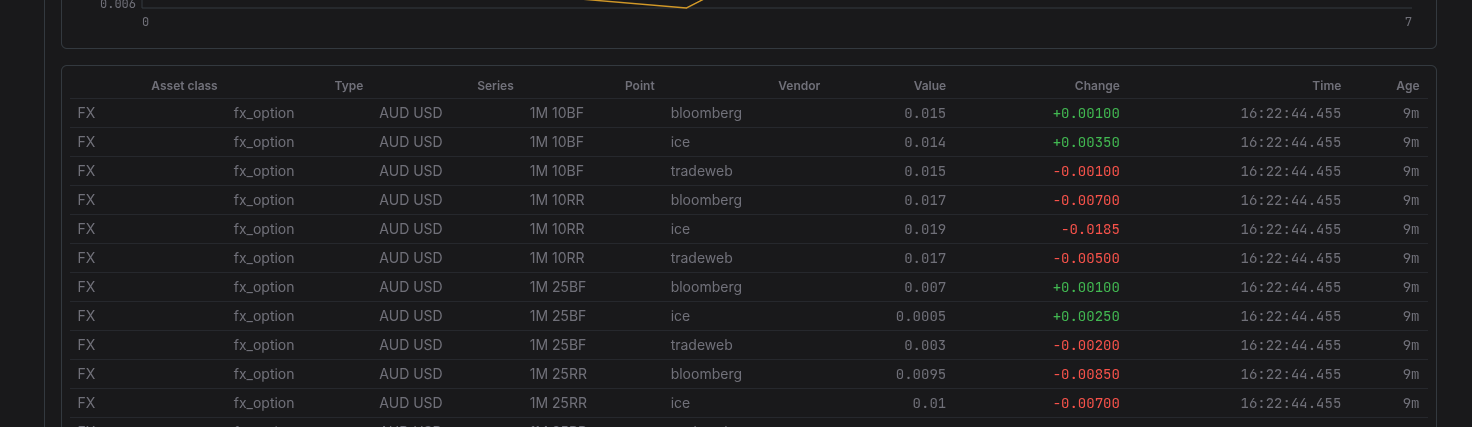 0.006
0 7
Asset class Type Series Point Vendor Value Change Time Age
FX fx_option AUD USD 1M 10BF bloomberg 0.015 +0.00100 16:22:44.455 9m
FX fx_option AUD USD 1M 10BF ice 0.014 +0.00350 16:22:44.455 9m
FX fx_option AUD USD 1M 10BF tradeweb 0.015 -0.00100 16:22:44.455 9m
FX fx_option AUD USD 1M 10RR bloomberg 0.017 -0.00700 16:22:44.455 9m
FX fx_option AUD USD 1M 10RR ice 0.019 -0.0185 16:22:44.455 9m
FX fx_option AUD USD 1M 10RR tradeweb 0.017 -0.00500 16:22:44.455 9m
FX fx_option AUD USD 1M 25BF bloomberg 0.007 +0.00100 16:22:44.455 9m
FX fx_option AUD USD 1M 25BF ice 0.0005 +0.00250 16:22:44.455 9m
FX fx_option AUD USD 1M 25BF tradeweb 0.003 -0.00200 16:22:44.455 9m
FX fx_option AUD USD 1M 25RR bloomberg 0.0095 -0.00850 16:22:44.455 9m
FX fx_option AUD USD 1M 25RR ice 0.01 -0.00700 16:22:44.455 9m